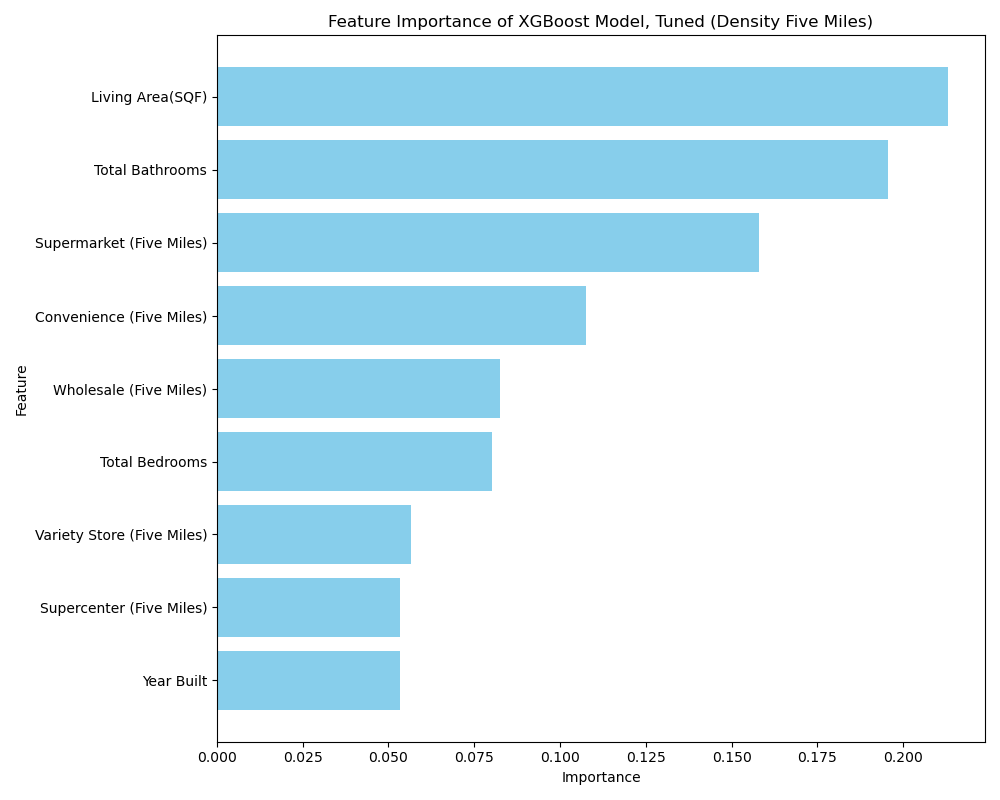 Feature Importance of XGBoost Model, Tuned (Density Five Miles)
Living Area(SQF)
Total Bathrooms
Supermarket (Five Miles)
Convenience (Five Miles)
Wholesale (Five Miles)
Total Bedrooms
Variety Store (Five Miles)
Supercenter (Five Miles)
Year Built
Feature
0.000 0.025 0.050 0.075 0.100 0.125 0.150 0.175 0.200
Importance